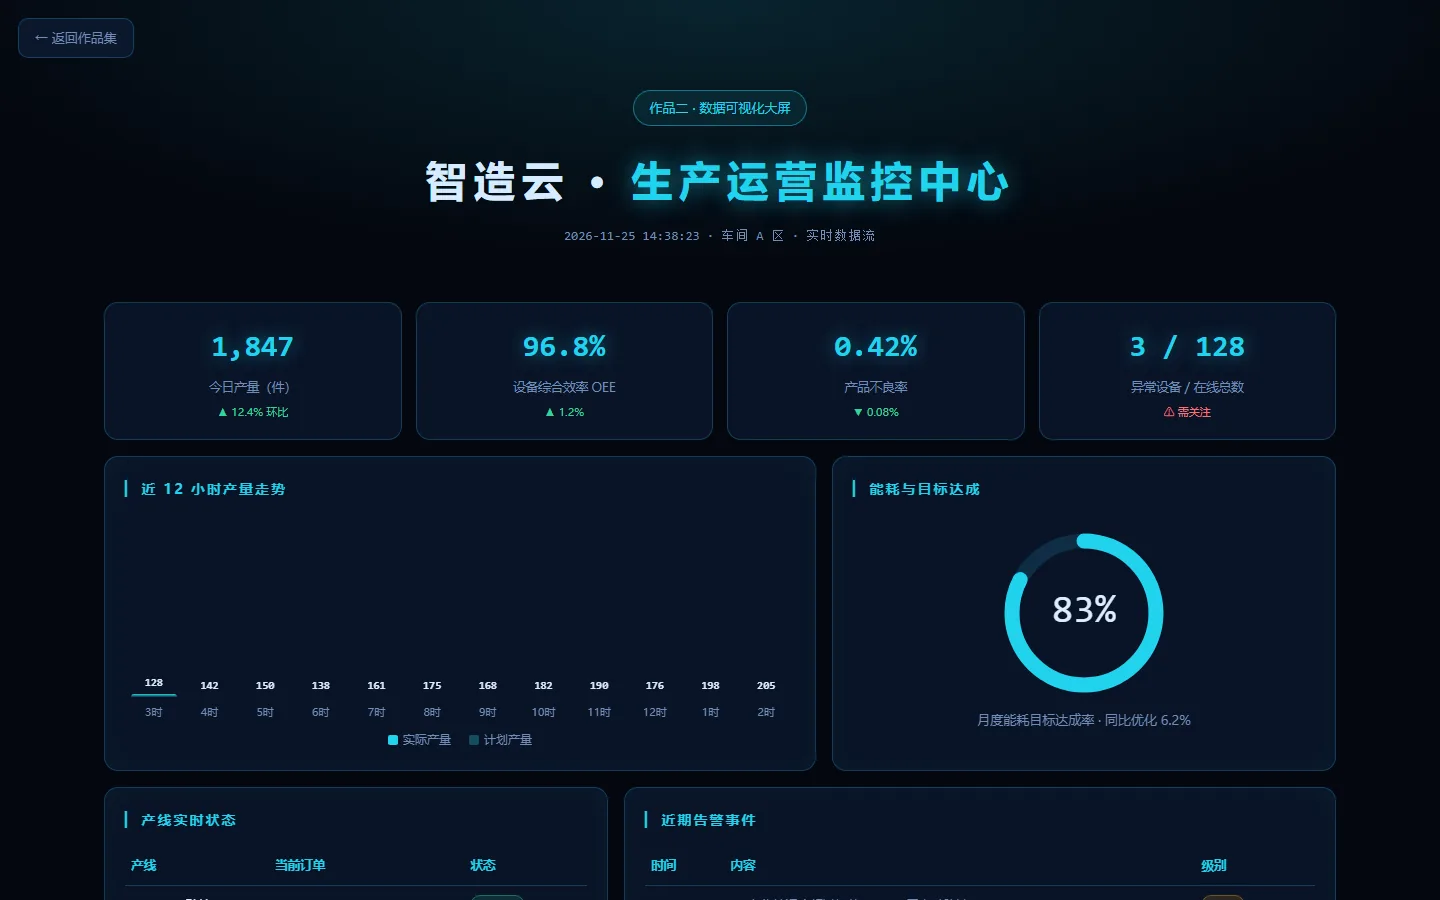 ← 返回作品集
作品二 · 数据可视化大屏
智造云 · 生产运营监控中心
2026-11-25 14:38:23 · 车间 A 区 · 实时数据流
1,847
今日产量（件）
▲ 12.4% 环比
96.8%
设备综合效率 OEE
▲ 1.2%
0.42%
产品不良率
▼ 0.08%
3 / 128
异常设备 / 在线总数
⚠ 需关注
近 12 小时产量走势
128 142 150 138 161 175 168 182 190 176 198 205
3时 4时 5时 6时 7时 8时 9时 10时 11时 12时 1时 2时
实际产量 计划产量
能耗与目标达成
83%
月度能耗目标达成率 · 同比优化 6.2%
产线实时状态
产线 当前订单 状态
近期告警事件
时间 内容 级别